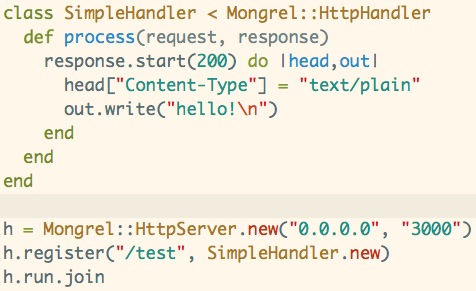 class SimpleHandler < Mongrel::HttpHandler
  def process(request, response)
    response.start(200) do |head,out|
      head["Content-Type"] = "text/plain"
      out.write("hello!\n")
    end
  end
end

h = Mongrel::HttpServer.new("0.0.0.0", "3000")
h.register("/test", SimpleHandler.new)
h.run.join